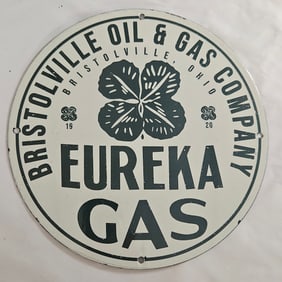 BRISTOLVILLE OIL & GAS COMPANY
BRISTOLVILLE, OHIO
19 20
EUREKA
GAS